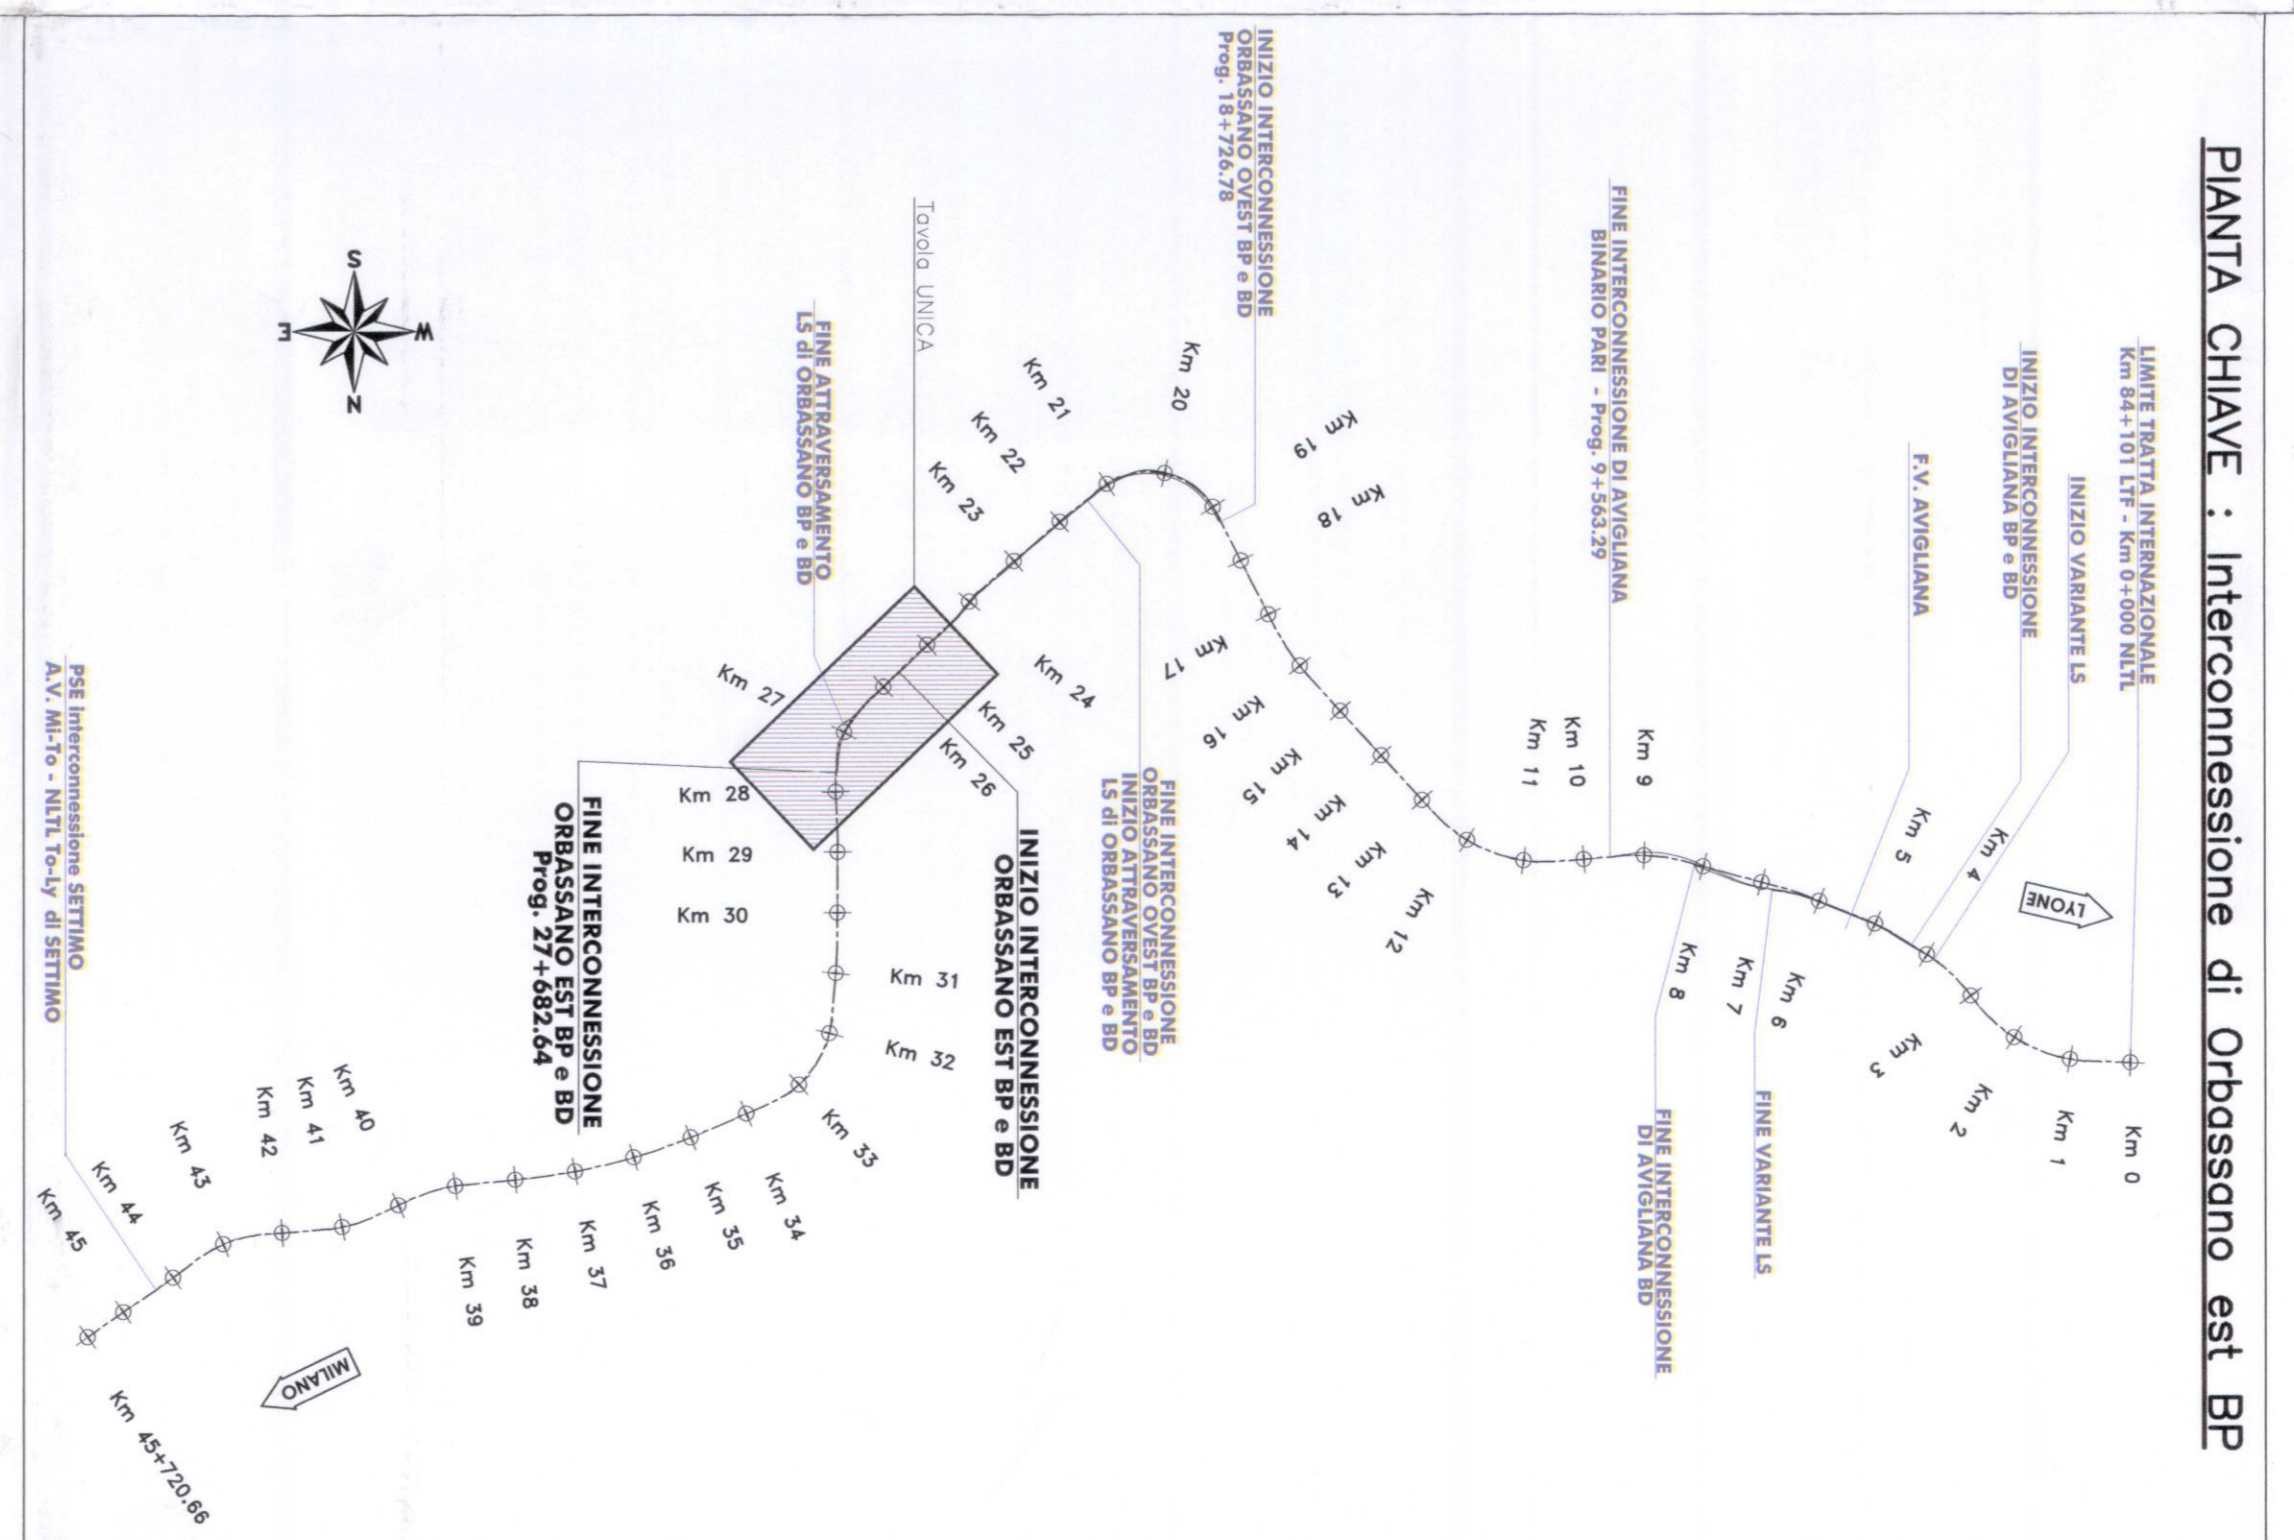 PIANTA CHIAVE : Interconnessione di Orbassano est BP
LIMITE TRATTA INTERNAZIONALE
Km 84+101 LTF - Km 0+000 NLTL
INIZIO VARIANTE LS
INIZIO INTERCONNESSIONE
DI AVIGLIANA BP e BD
F.V. AVIGLIANA
FINE INTERCONNESSIONE DI AVIGLIANA
BINARIO PARI - Prog. 9+563.29
INIZIO INTERCONNESSIONE
ORBASSANO OVEST BP e BD
Prog. 18+726.78
Tavola UNICA
FINE ATTRAVERSAMENTO
LS di ORBASSANO BP e BD
S
W
E
N
LYONE
Km 0
Km 1
Km 2
Km 3
Km 4
Km 5
Km 6
Km 7
Km 8
Km 9
Km 10
Km 11
Km 12
Km 13
Km 14
Km 15
Km 16
Km 17
Km 18
Km 19
Km 20
Km 21
Km 22
Km 23
Km 24
Km 25
Km 26
Km 27
Km 28
Km 29
Km 30
Km 31
Km 32
Km 33
Km 34
Km 35
Km 36
Km 37
Km 38
Km 39
Km 40
Km 41
Km 42
Km 43
Km 44
Km 45
Km 45+720.66
FINE VARIANTE LS
FINE INTERCONNESSIONE
DI AVIGLIANA BD
FINE INTERCONNESSIONE
ORBASSANO OVEST BP e BD
INIZIO ATTRAVERSAMENTO
LS di ORBASSANO BP e BD
INIZIO INTERCONNESSIONE
ORBASSANO EST BP e BD
FINE INTERCONNESSIONE
ORBASSANO EST BP e BD
Prog. 27+682.64
PSE interconnessione SETTIMO
A.V. Mi-To - NLTL To-Ly di SETTIMO
MILANO